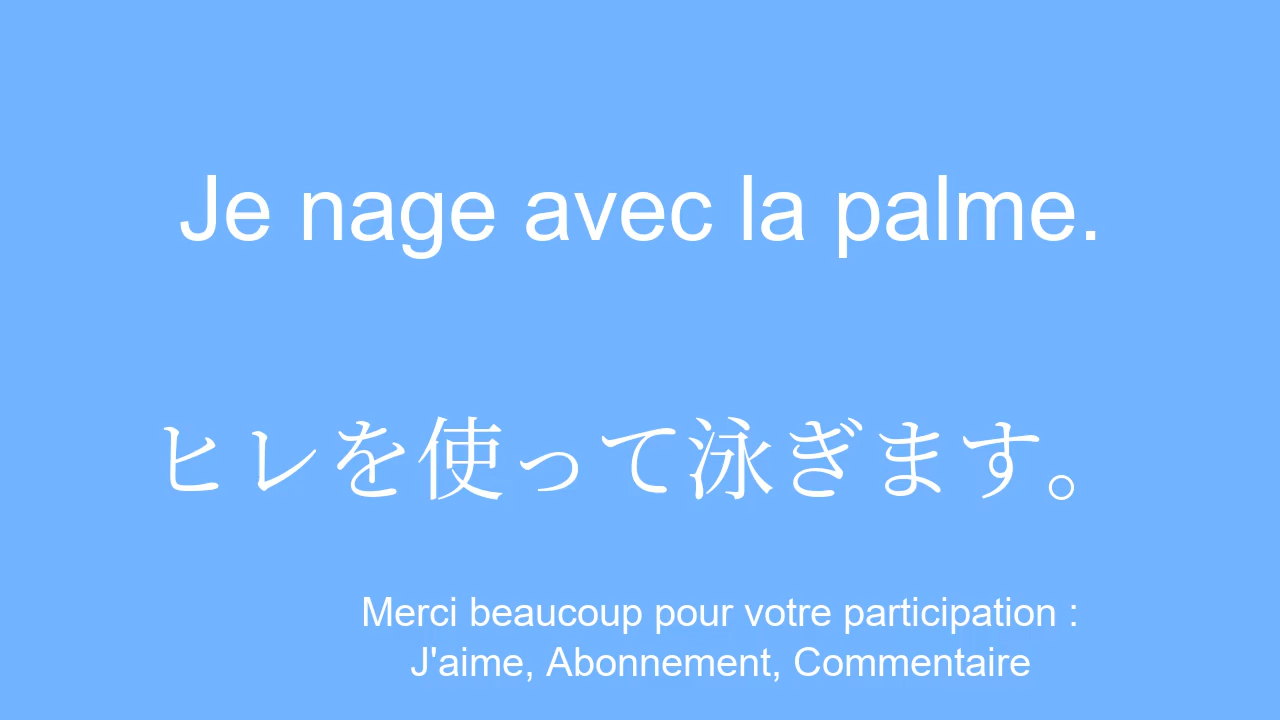 Je nage avec la palme.
ヒレを使って泳ぎます。
Merci beaucoup pour votre participation :
J'aime, Abonnement, Commentaire